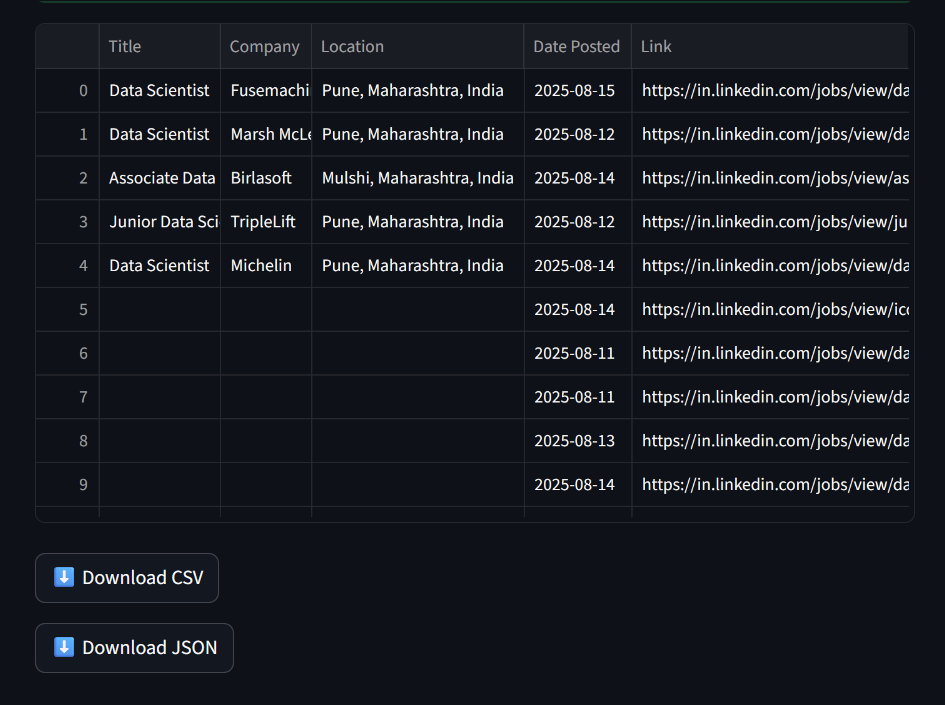 Title Company Location Date Posted Link
0 Data Scientist Fusemachi Pune, Maharashtra, India 2025-08-15 https://in.linkedin.com/jobs/view/da
1 Data Scientist Marsh McLe Pune, Maharashtra, India 2025-08-12 https://in.linkedin.com/jobs/view/da
2 Associate Data Birlasoft Mulshi, Maharashtra, India 2025-08-14 https://in.linkedin.com/jobs/view/as
3 Junior Data Sci TripleLift Pune, Maharashtra, India 2025-08-12 https://in.linkedin.com/jobs/view/ju
4 Data Scientist Michelin Pune, Maharashtra, India 2025-08-14 https://in.linkedin.com/jobs/view/da
5 2025-08-14 https://in.linkedin.com/jobs/view/ico
6 2025-08-11 https://in.linkedin.com/jobs/view/da
7 2025-08-11 https://in.linkedin.com/jobs/view/da
8 2025-08-13 https://in.linkedin.com/jobs/view/da
9 2025-08-14 https://in.linkedin.com/jobs/view/da
Download CSV
Download JSON